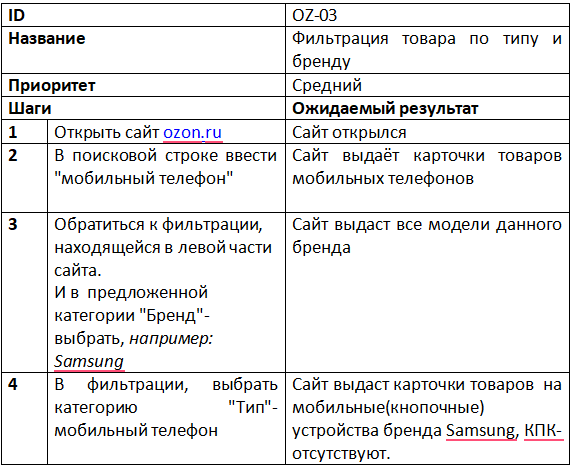 ID OZ-03
Название Фильтрация товара по типу и
бренду
Приоритет Средний
Шаги Ожидаемый результат
1 Открыть сайт ozon.ru Сайт открылся
2 В поисковой строке ввести Сайт выдаёт карточки товаров
"мобильный телефон" мобильных телефонов
3 Обратиться к фильтрации, Сайт выдаст все модели данного
находящейся в левой части бренда
сайта.
И в предложенной
категории "Бренд"-
выбрать, например:
Samsung
4 В фильтрации, выбрать Сайт выдаст карточки товаров на
категорию "Тип"- мобильные(кнопочные)
мобильный телефон устройства бренда Samsung, КПК-
отсутствуют.